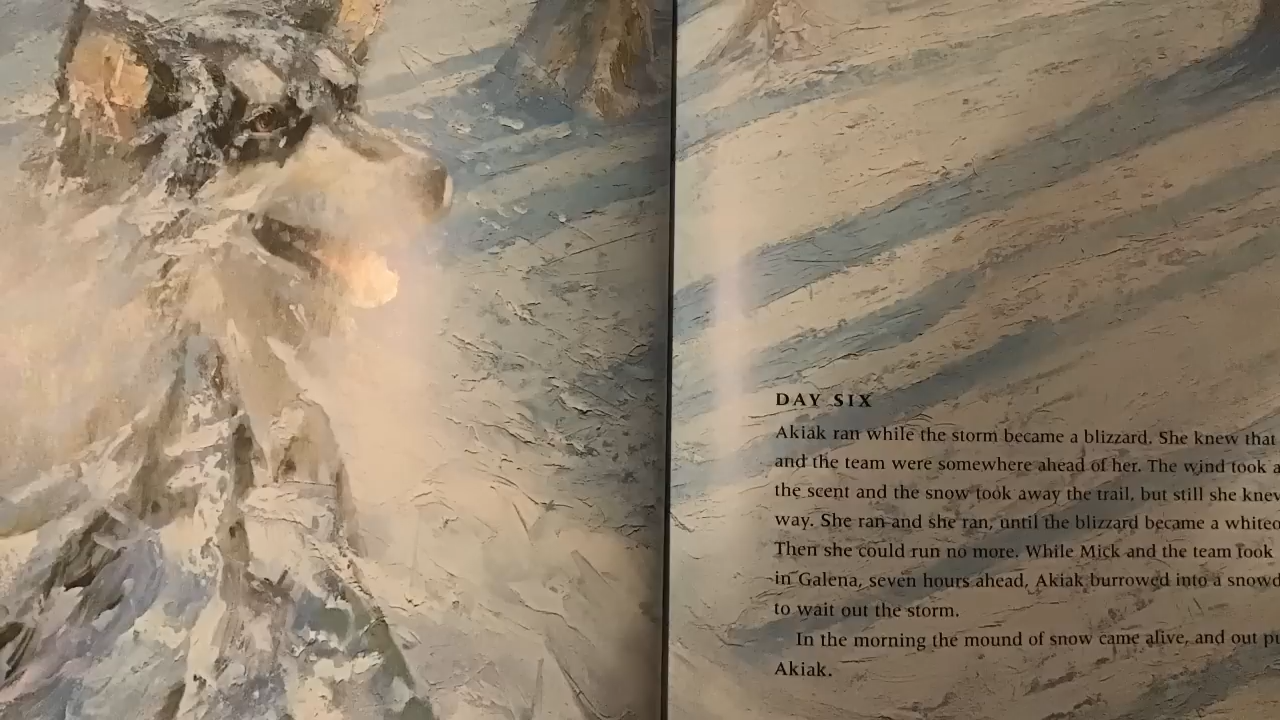 DAY SIX
Akiak ran while the storm became a blizzard. She knew that
and the team were somewhere ahead of her. The wind took
the scent and the snow took away the trail, but still she knew
way. She ran and she ran, until the blizzard became a
Then she could run no more. While Mick and the team took
in Galena, seven hours ahead, Akiak burrowed into a
to wait out the storm.
In the morning the mound of snow came alive, and out
Akiak.